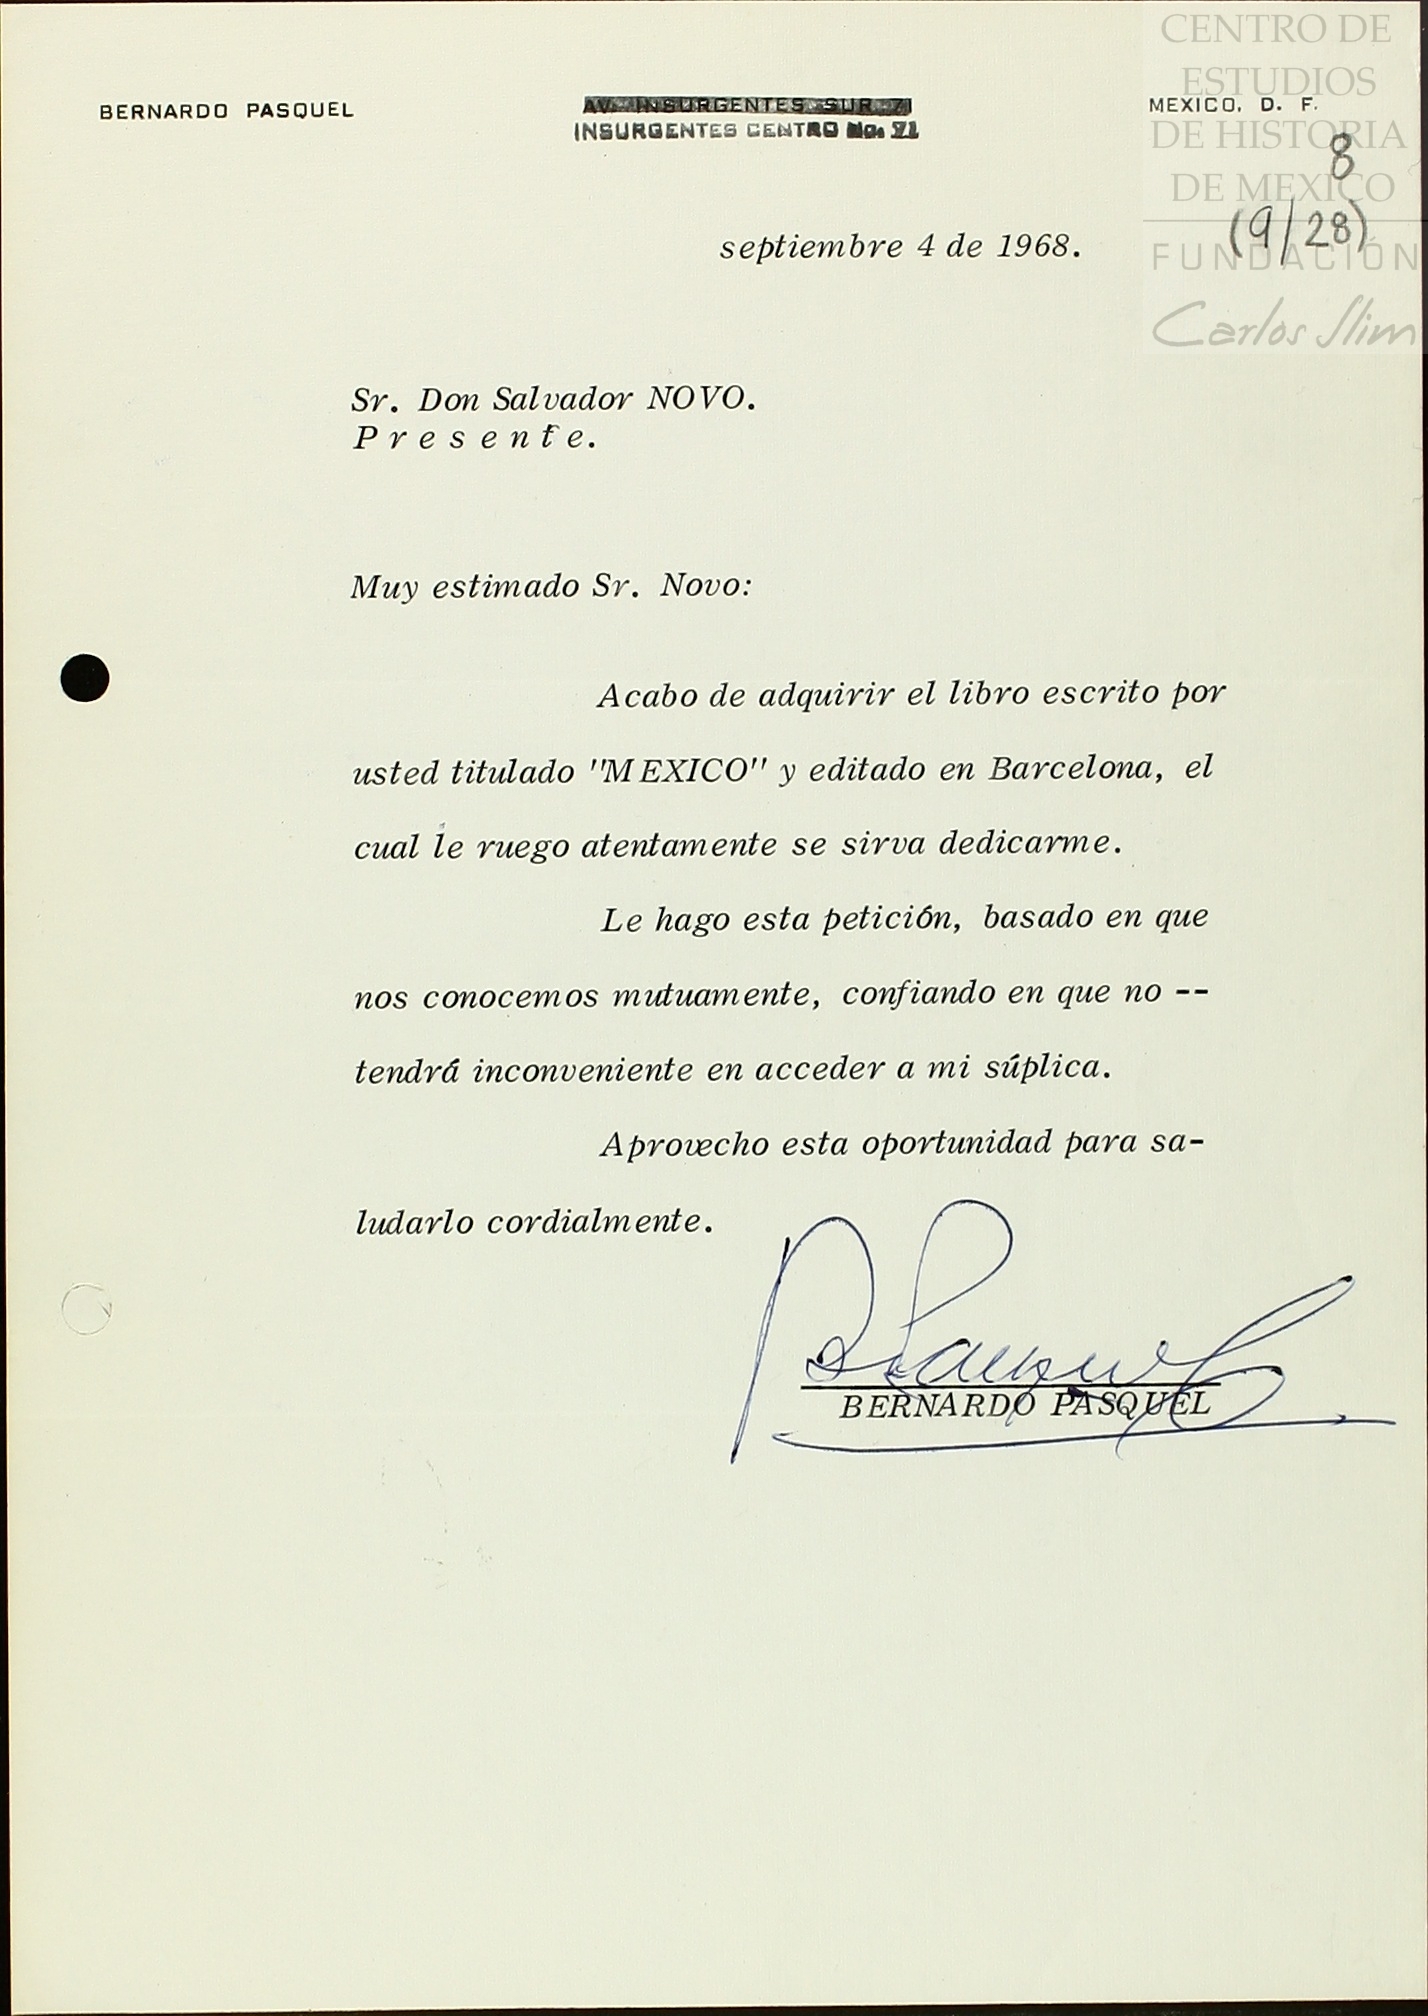 BERNARDO PASQUEL
AV. INSURGENTES SUR 71
INSURGENTES CENTRO No. 71
MEXICO, D. F.
CENTRO DE
ESTUDIOS
DE HISTORIA
DE MEXICO
FUNDACIÓN
Carlos Slim
8
(9/28)
septiembre 4 de 1968.
Sr. Don Salvador NOVO.
P r e s e n t e.
Muy estimado Sr. Novo:
Acabo de adquirir el libro escrito por
usted titulado "MEXICO" y editado en Barcelona, el
cual le ruego atentamente se sirva dedicarme.
Le hago esta petición, basado en que
nos conocemos mutuamente, confiando en que no --
tendrá inconveniente en acceder a mi súplica.
Aprovecho esta oportunidad para sa-
ludarlo cordialmente.
B Pasquel
BERNARDO PASQUEL